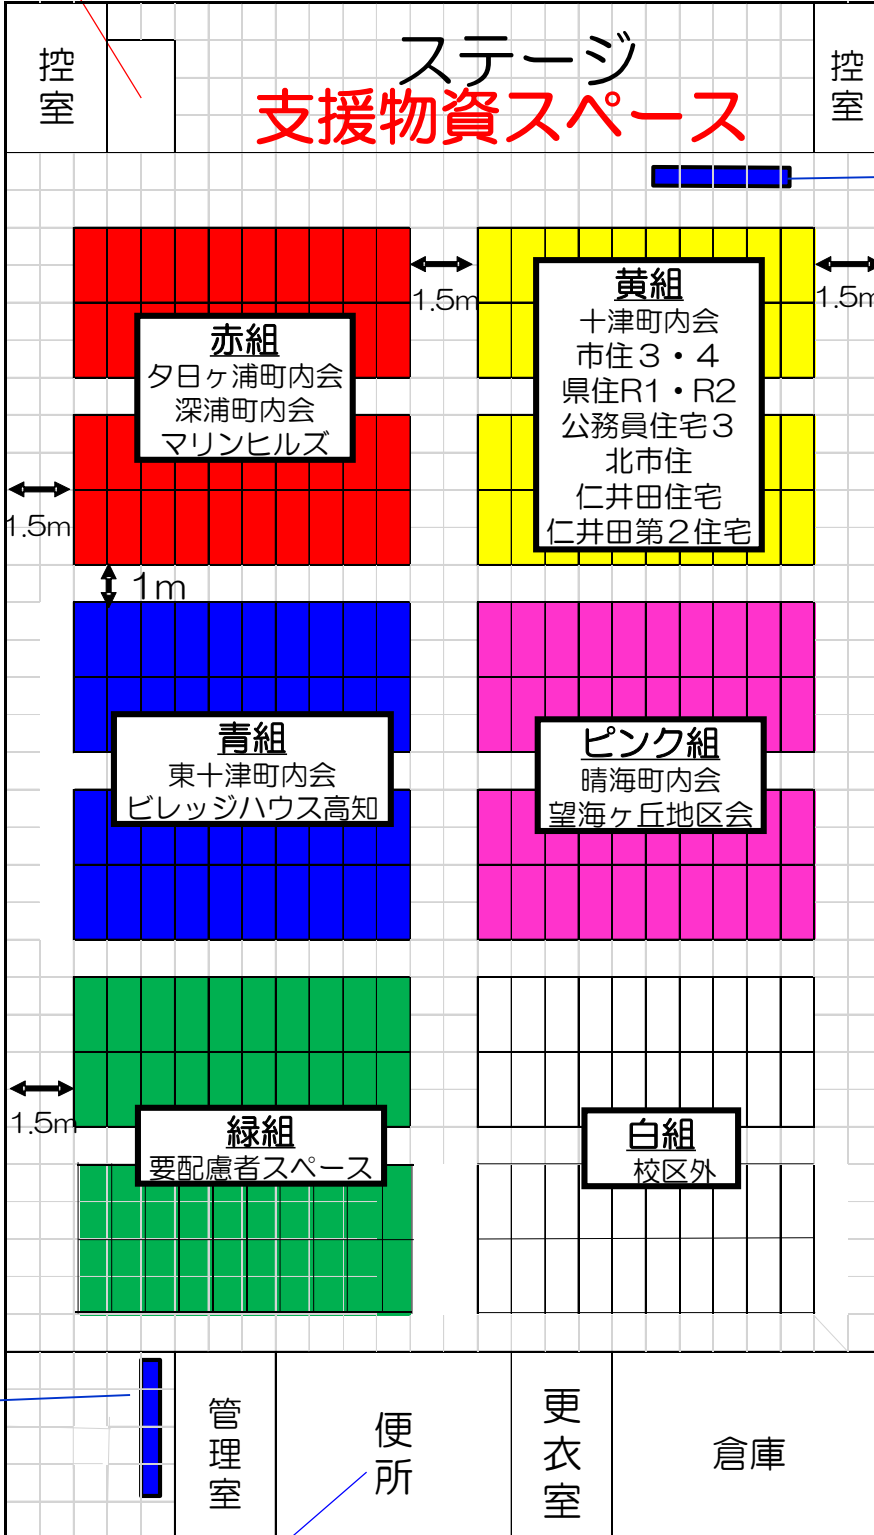 ステージ
支援物資スペース
控室
控室
1.5m
1.5m
赤組
夕日ヶ浦町内会
深浦町内会
マリンヒルズ
黄組
十津町内会
市住３・４
県住R1・R2
公務員住宅３
北市住
仁井田住宅
仁井田第２住宅
1.5m
1m
青組
東十津町内会
ビレッジハウス高知
ピンク組
晴海町内会
望海ヶ丘地区会
1.5m
緑組
要配慮者スペース
白組
校区外
管理室
便所
更衣室
倉庫